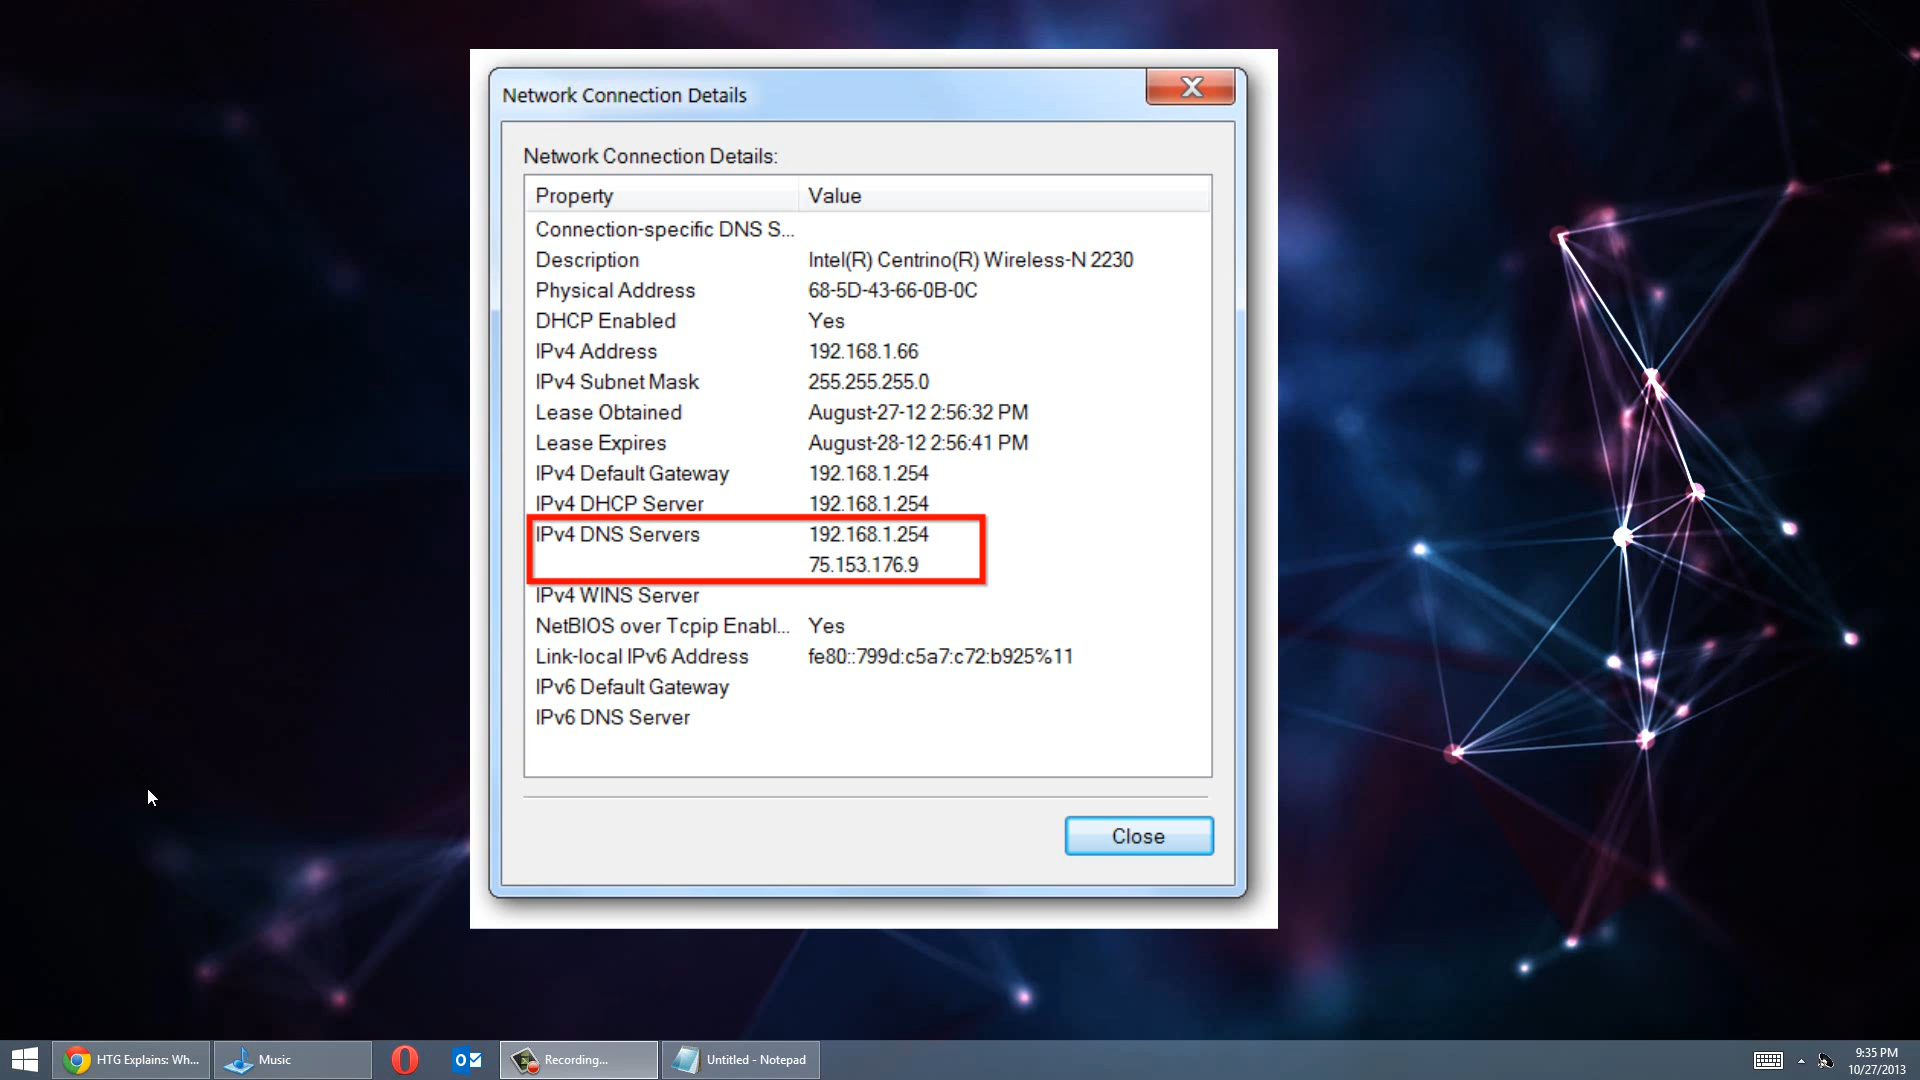 Network Connection Details
X
Network Connection Details:
Property Value
Connection-specific DNS S...
Description Intel(R) Centrino(R) Wireless-N 2230
Physical Address 68-5D-43-66-0B-0C
DHCP Enabled Yes
IPv4 Address 192.168.1.66
IPv4 Subnet Mask 255.255.255.0
Lease Obtained August-27-12 2:56:32 PM
Lease Expires August-28-12 2:56:41 PM
IPv4 Default Gateway 192.168.1.254
IPv4 DHCP Server 192.168.1.254
IPv4 DNS Servers 192.168.1.254
75.153.176.9
IPv4 WINS Server
NetBIOS over Tcpip Enabl... Yes
Link-local IPv6 Address fe80::799d:c5a7:c72:b925%11
IPv6 Default Gateway
IPv6 DNS Server
Close
HTG Explains: Wh... Music Recording... Untitled - Notepad 9:35 PM
10/27/2013